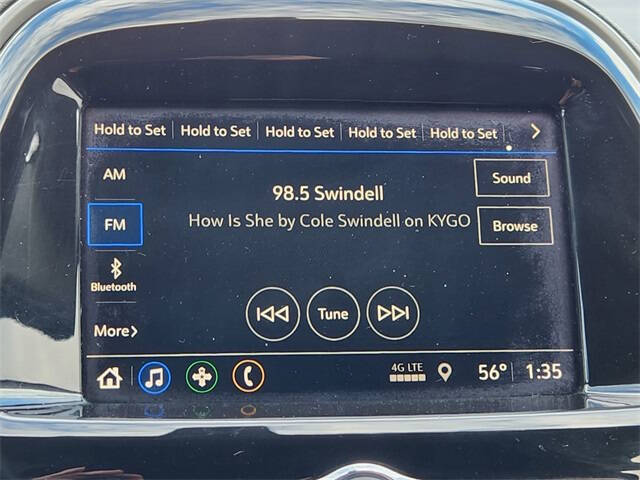 Hold to Set Hold to Set Hold to Set Hold to Set Hold to Set >
AM
98.5 Swindell
Sound
FM
How Is She by Cole Swindell on KYGO
Browse
Bluetooth
Tune
More>
4G LTE
56° 1:35